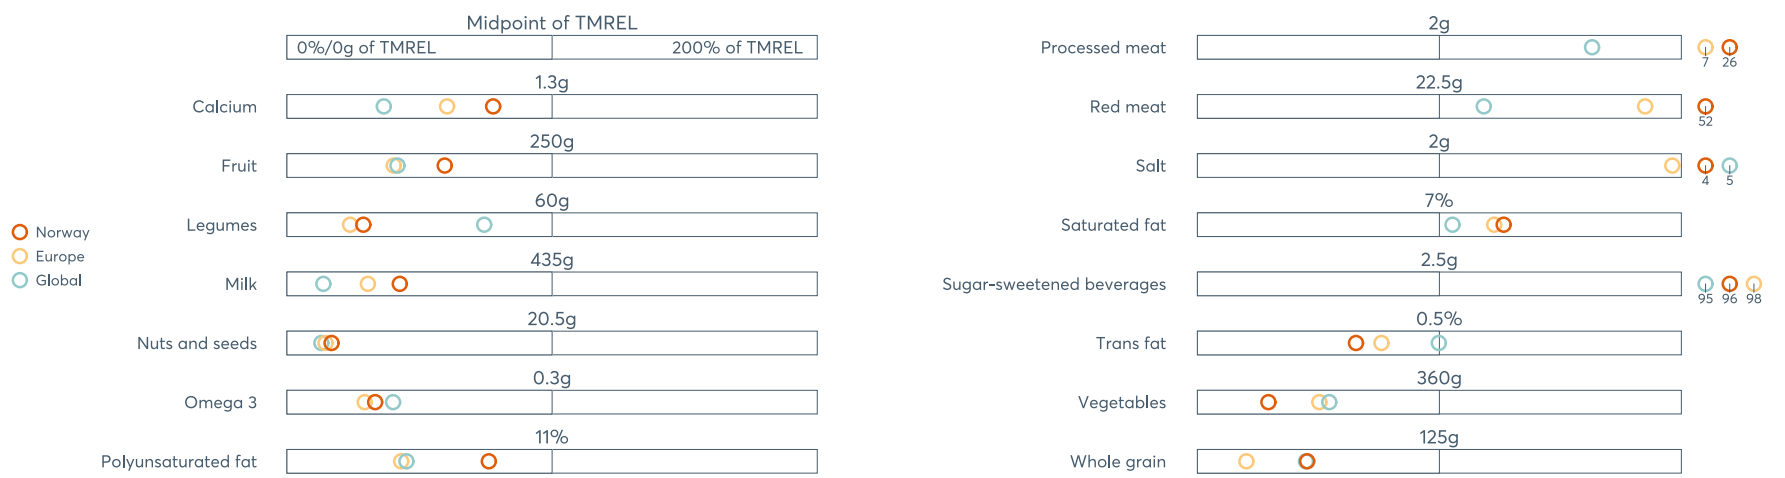 Midpoint of TMREL
0%/0g of TMREL 200% of TMREL
1.3g
Calcium
250g
Fruit
60g
Legumes
435g
Milk
20.5g
Nuts and seeds
0.3g
Omega 3
11%
Polyunsaturated fat
Norway
Europe
Global
2g
Processed meat
7 26
22.5g
Red meat
52
2g
Salt
4 5
7%
Saturated fat
2.5g
Sugar-sweetened beverages
95 96 98
0.5%
Trans fat
360g
Vegetables
125g
Whole grain